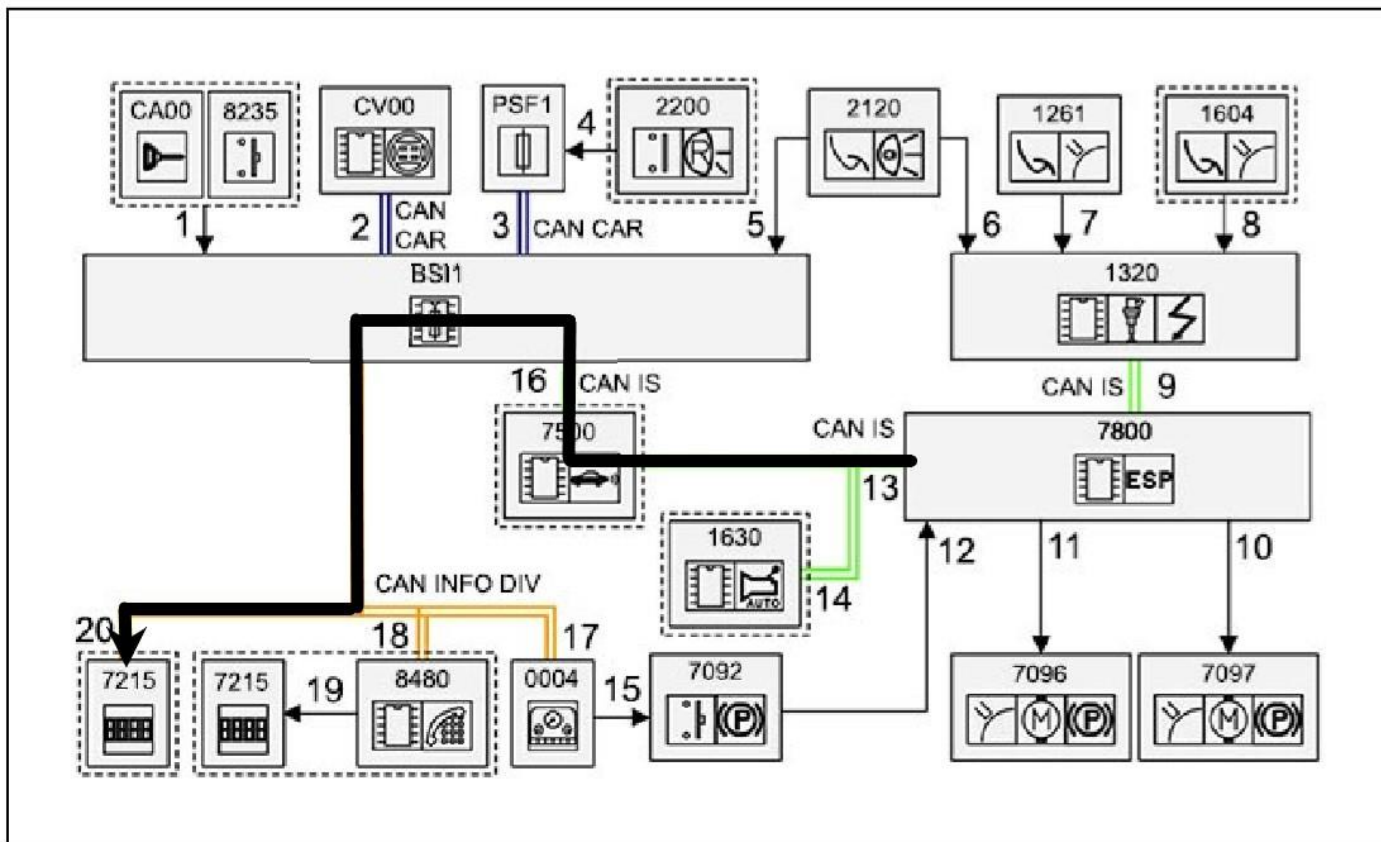 CA00 8235 CV00 PSF1 4 2200 2120 1261 1604
R
1 2 CAN CAR 3 CAN CAR 5 6 7 8
BSI1 1320
16 CAN IS CAN IS 9
7500 CAN IS 7800
ESP
13
1630 12 11 10
AUTO 14
CAN INFO DIV
20 18 17
7215 7215 19 8480 0004 15 7092 7096 7097
P M P M P